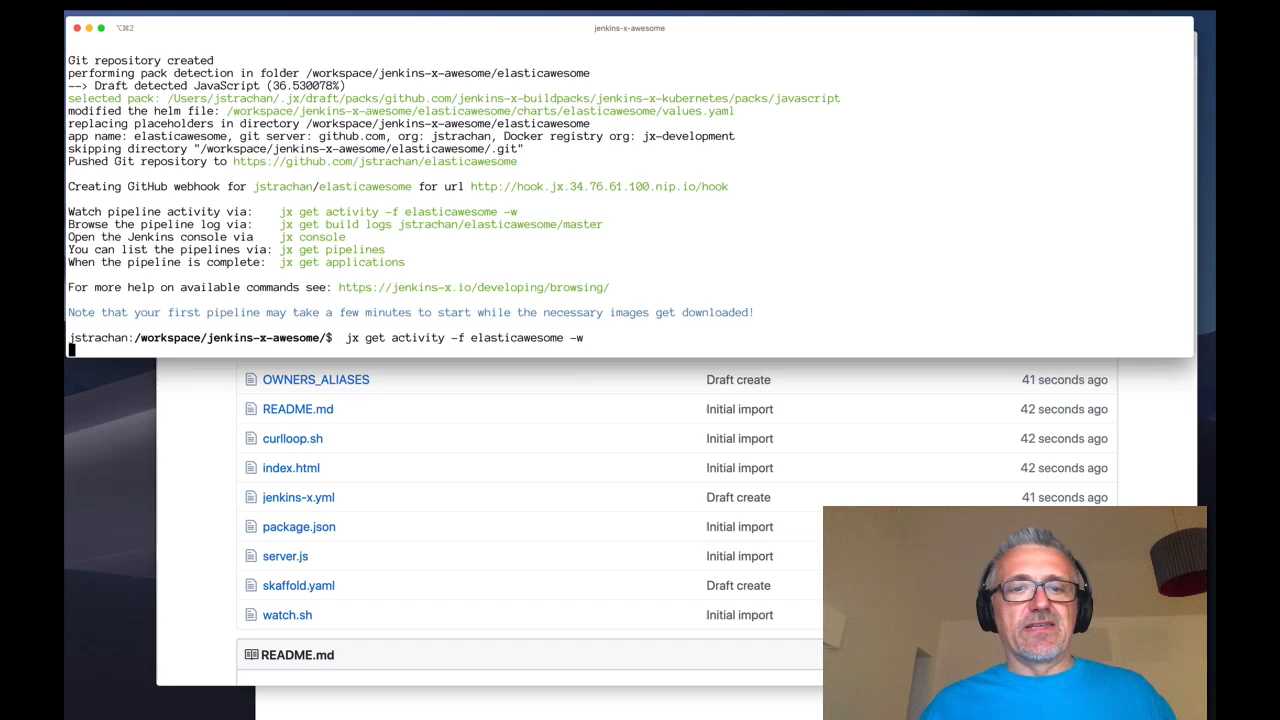 ⌥⌘2
jenkins-x-awesome
Git repository created
performing pack detection in folder /workspace/jenkins-x-awesome/elasticawesome
--> Draft detected JavaScript (36.530078%)
selected pack: /Users/jstrachan/.jx/draft/packs/github.com/jenkins-x-buildpacks/jenkins-x-kubernetes/packs/javascript
modified the helm file: /workspace/jenkins-x-awesome/elasticawesome/charts/elasticawesome/values.yaml
replacing placeholders in directory /workspace/jenkins-x-awesome/elasticawesome
app name: elasticawesome, git server: github.com, org: jstrachan, Docker registry org: jx-development
skipping directory "/workspace/jenkins-x-awesome/elasticawesome/.git"
Pushed Git repository to https://github.com/jstrachan/elasticawesome
Creating GitHub webhook for jstrachan/elasticawesome for url http://hook.jx.34.76.61.100.nip.io/hook
Watch pipeline activity via: jx get activity -f elasticawesome -w
Browse the pipeline log via: jx get build logs jstrachan/elasticawesome/master
Open the Jenkins console via jx console
You can list the pipelines via: jx get pipelines
When the pipeline is complete: jx get applications
For more help on available commands see: https://jenkins-x.io/developing/browsing/
Note that your first pipeline may take a few minutes to start while the necessary images get downloaded!
jstrachan:/workspace/jenkins-x-awesome/$ jx get activity -f elasticawesome -w
OWNERS_ALIASES Draft create 41 seconds ago
README.md Initial import 42 seconds ago
curlloop.sh Initial import 42 seconds ago
index.html Initial import 42 seconds ago
jenkins-x.yml Draft create 41 seconds ago
package.json Initial import
server.js Initial import
skaffold.yaml Draft create
watch.sh Initial import
README.md